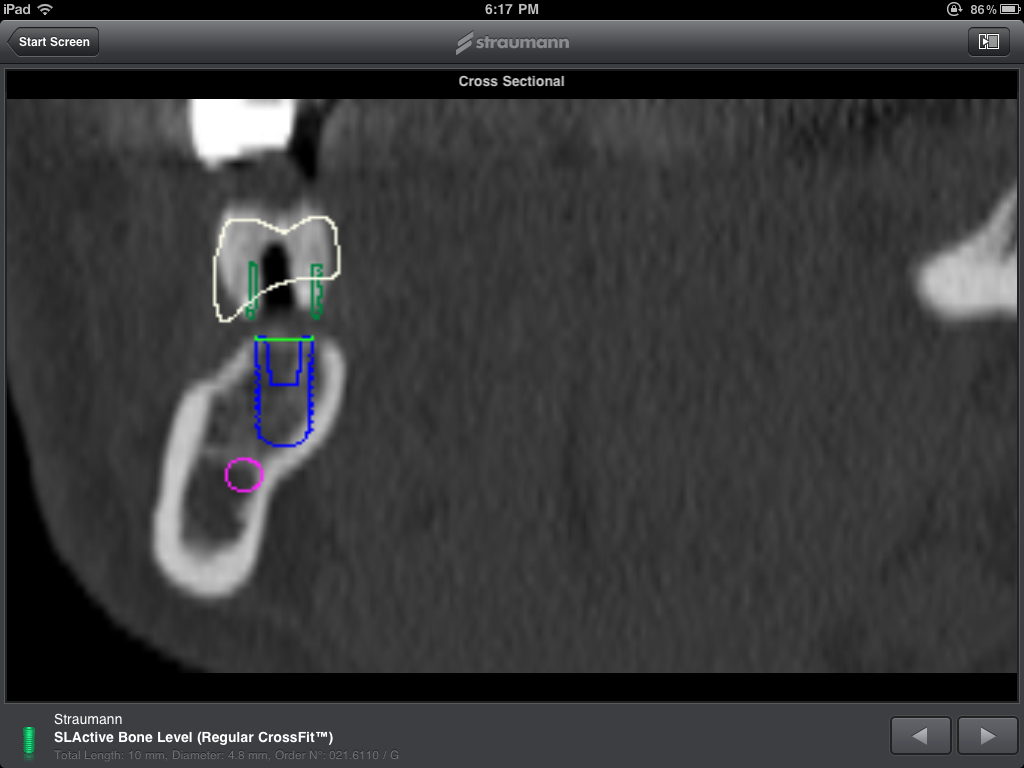 iPad
6:17 PM
86%
Start Screen
straumann
Cross Sectional
Straumann
SLActive Bone Level (Regular CrossFit™)
Total Length: 10 mm, Diameter: 4.8 mm, Order N°: 021.6110 / G